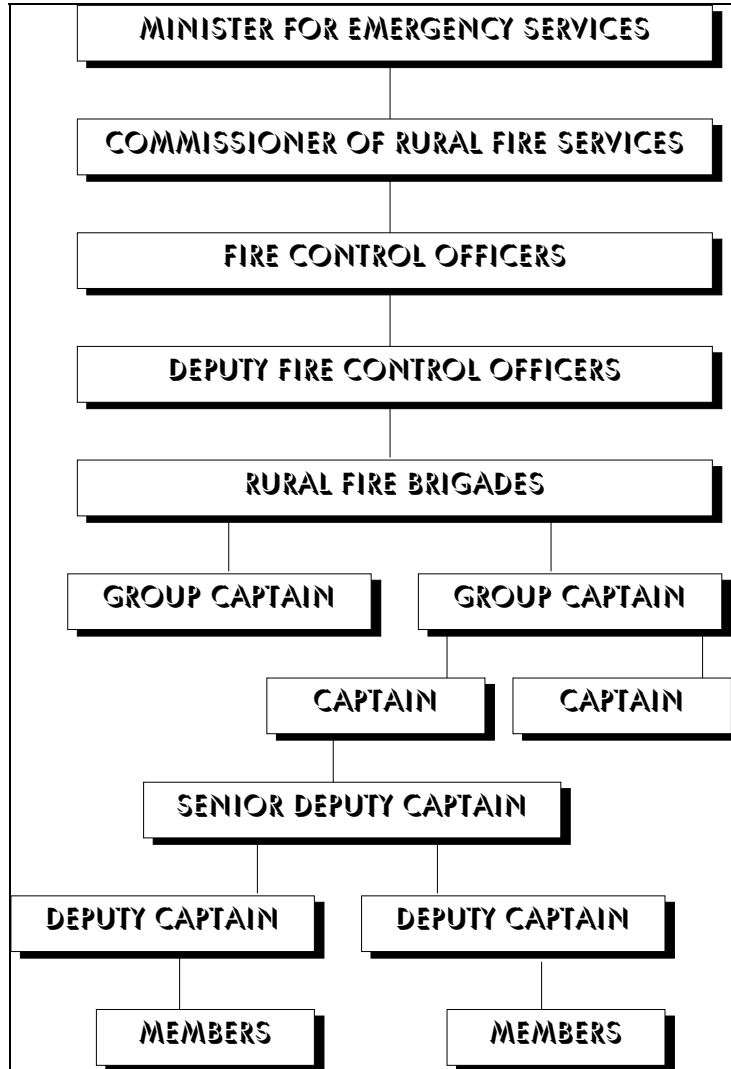 MINISTER FOR EMERGENCY SERVICES
COMMISSIONER OF RURAL FIRE SERVICES
FIRE CONTROL OFFICERS
DEPUTY FIRE CONTROL OFFICERS
RURAL FIRE BRIGADES
GROUP CAPTAIN
GROUP CAPTAIN
CAPTAIN
CAPTAIN
SENIOR DEPUTY CAPTAIN
DEPUTY CAPTAIN
DEPUTY CAPTAIN
MEMBERS
MEMBERS